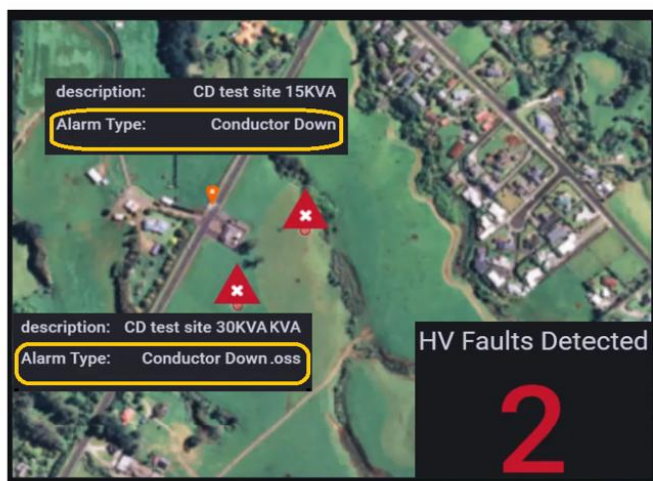 description: CD test site 15KVA
Alarm Type: Conductor Down
description: CD test site 30KVA KVA
Alarm Type: Conductor Down .oss
HV Faults Detected
2